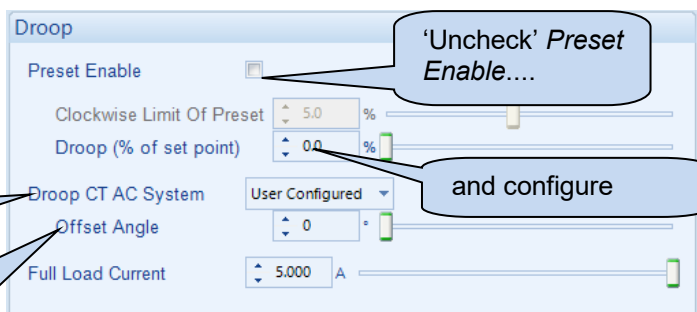 Droop
Preset Enable
‘Uncheck’ Preset
Enable....
Clockwise Limit Of Preset 5.0 %
Droop (% of set point) 0.0 %
and configure
Droop CT AC System User Configured
Offset Angle 0 °
Full Load Current 5.000 A